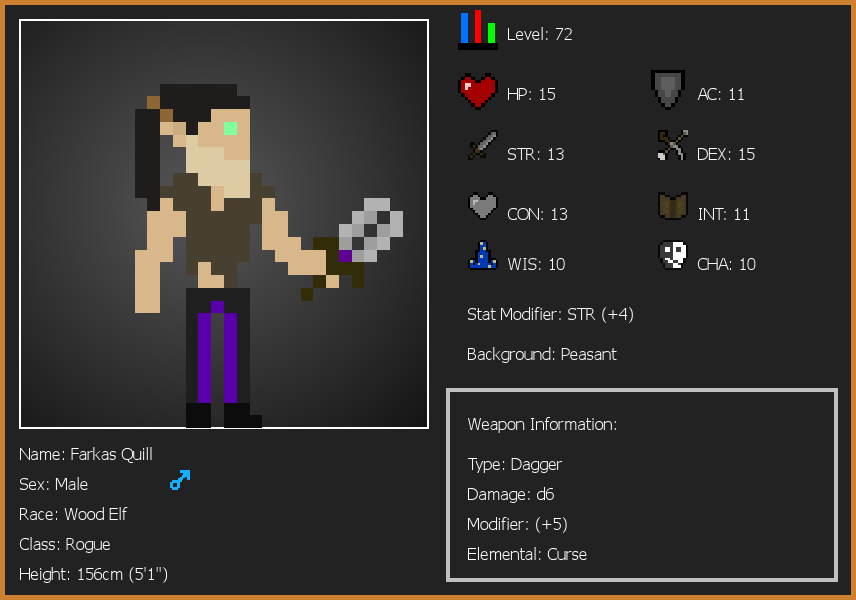 Level: 72
HP: 15
AC: 11
STR: 13
DEX: 15
CON: 13
INT: 11
WIS: 10
CHA: 10
Stat Modifier: STR (+4)
Background: Peasant
Weapon Information:
Type: Dagger
Damage: d6
Modifier: (+5)
Elemental: Curse
Name: Farkas Quill
Sex: Male
Race: Wood Elf
Class: Rogue
Height: 156cm (5'1")